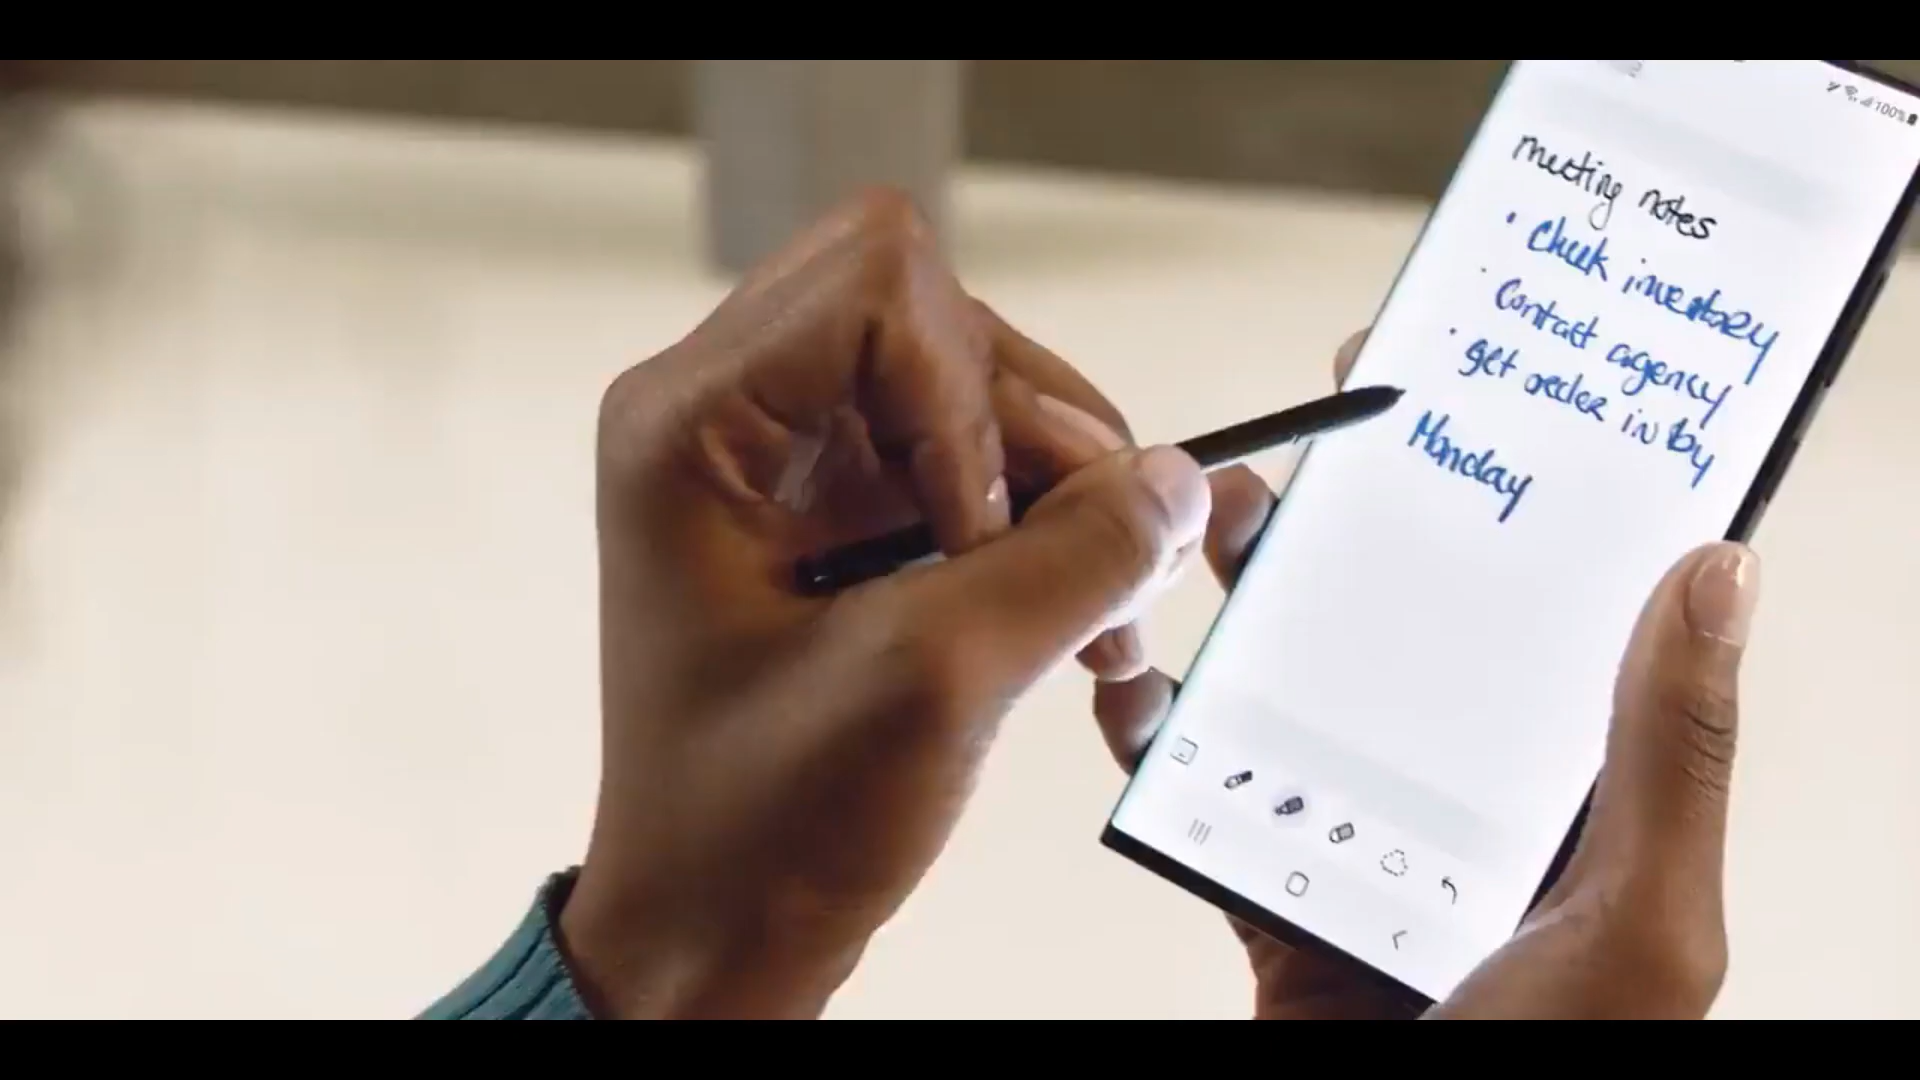 100%
meeting notes
• Check inventory
• Contact agency
• get order in by
Monday